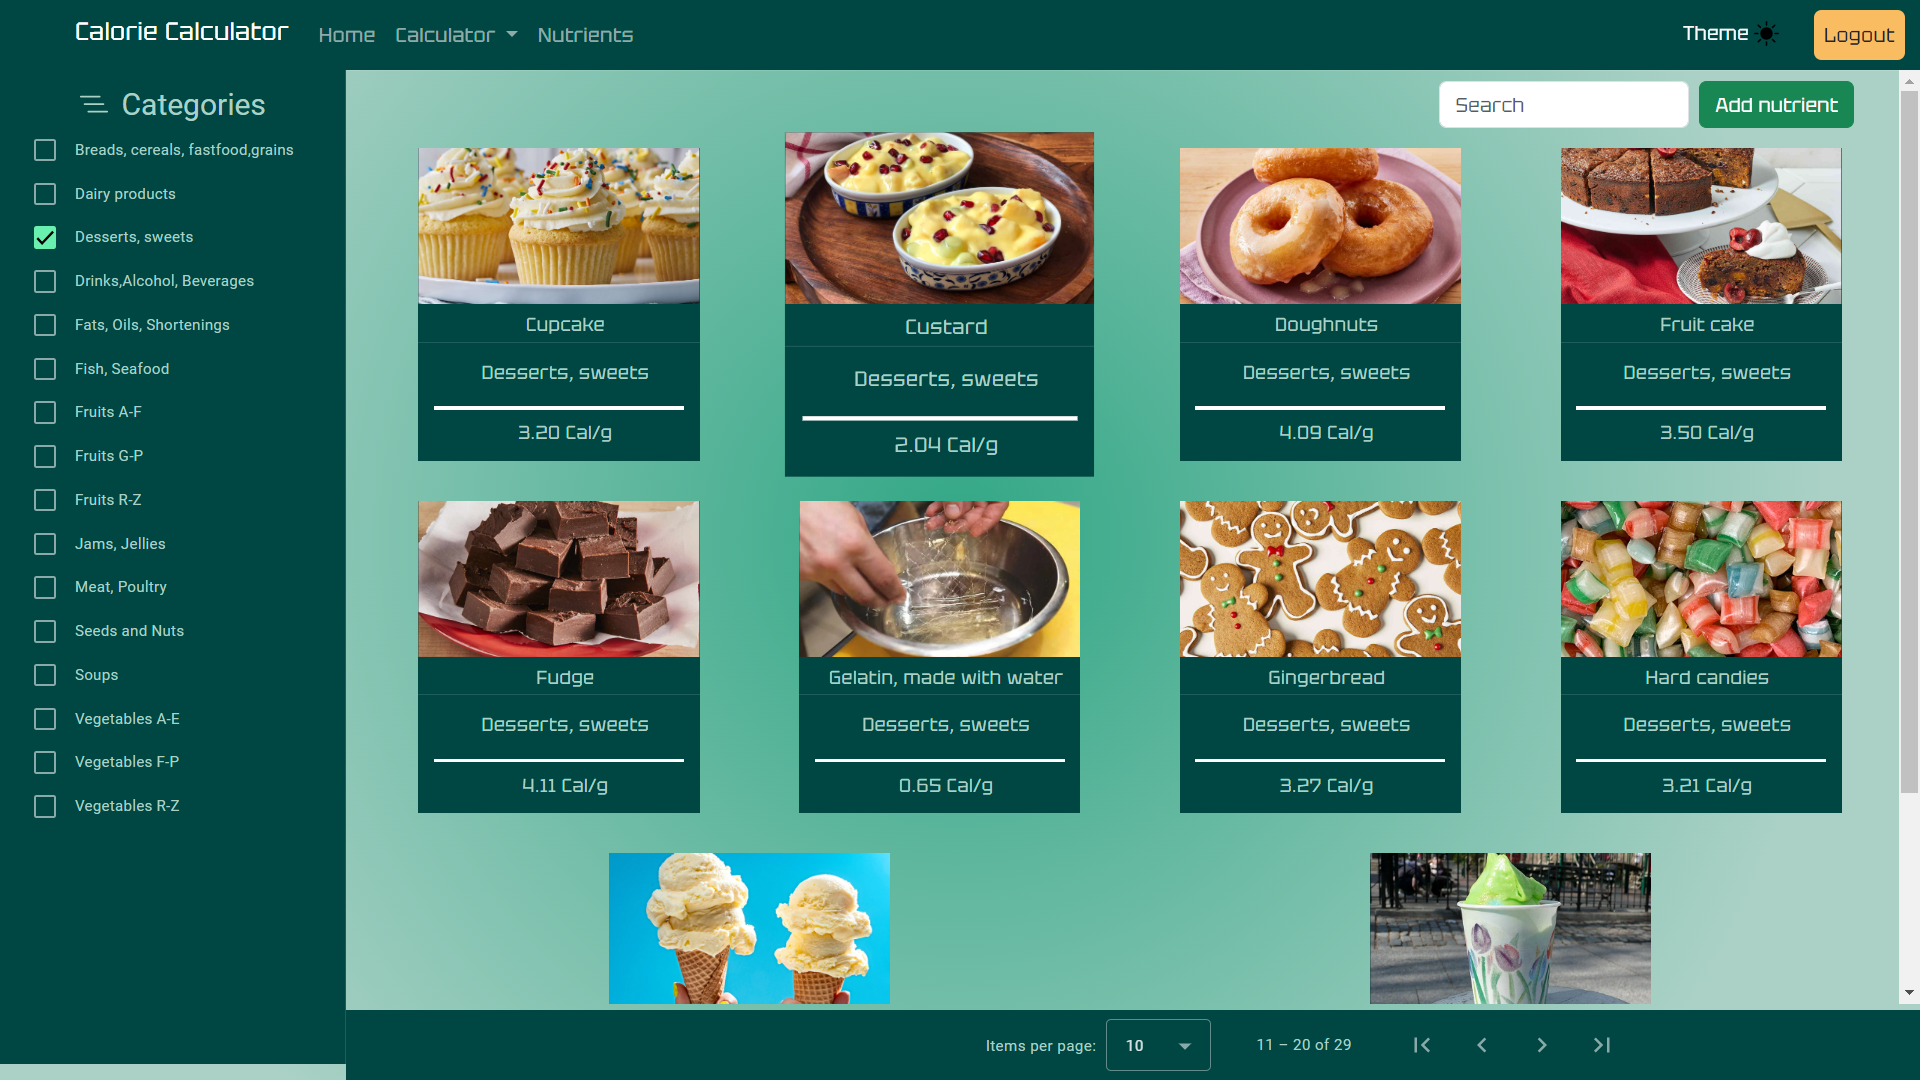 Calorie Calculator Home Calculator Nutrients Theme Logout
Categories
Breads, cereals, fastfood,grains
Dairy products
Desserts, sweets
Drinks,Alcohol, Beverages
Fats, Oils, Shortenings
Fish, Seafood
Fruits A-F
Fruits G-P
Fruits R-Z
Jams, Jellies
Meat, Poultry
Seeds and Nuts
Soups
Vegetables A-E
Vegetables F-P
Vegetables R-Z
Search Add nutrient
Cupcake
Desserts, sweets
3.20 Cal/g
Custard
Desserts, sweets
2.04 Cal/g
Doughnuts
Desserts, sweets
4.09 Cal/g
Fruit cake
Desserts, sweets
3.50 Cal/g
Fudge
Desserts, sweets
4.11 Cal/g
Gelatin, made with water
Desserts, sweets
0.65 Cal/g
Gingerbread
Desserts, sweets
3.27 Cal/g
Hard candies
Desserts, sweets
3.21 Cal/g
Items per page: 10 11 – 20 of 29